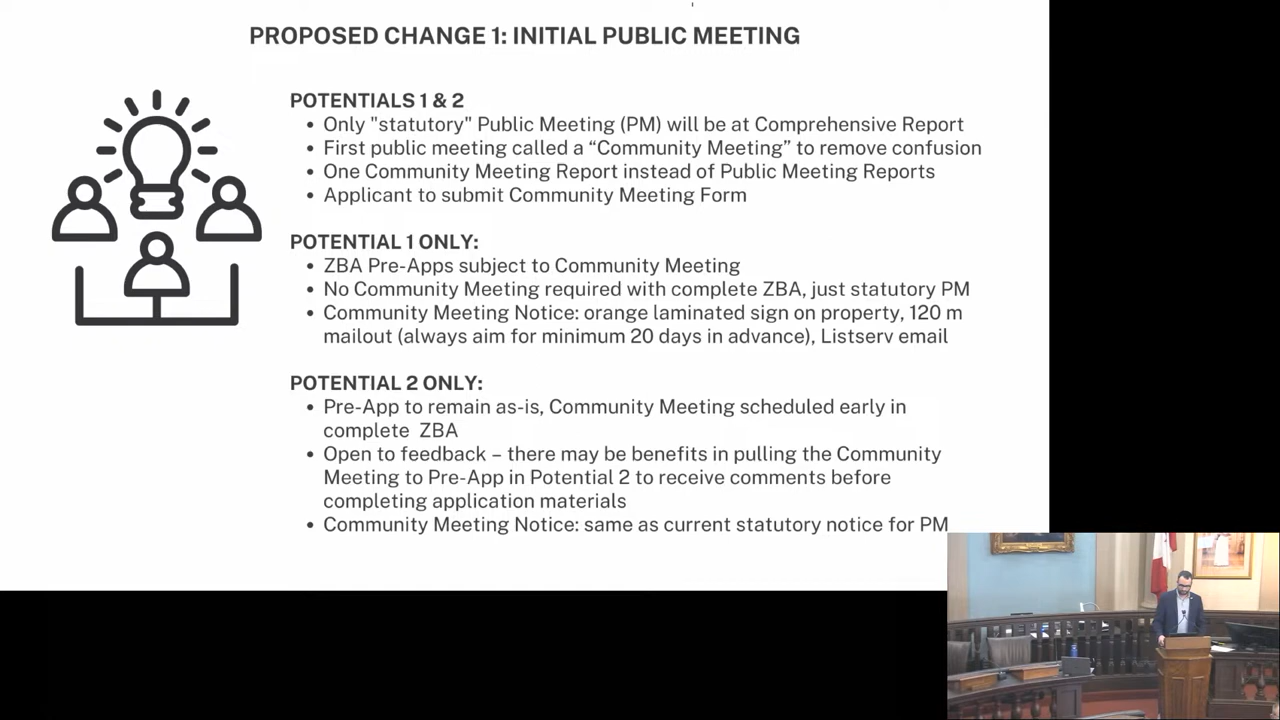 PROPOSED CHANGE 1: INITIAL PUBLIC MEETING
POTENTIALS 1 & 2
• Only "statutory" Public Meeting (PM) will be at Comprehensive Report
• First public meeting called a “Community Meeting” to remove confusion
• One Community Meeting Report instead of Public Meeting Reports
• Applicant to submit Community Meeting Form
POTENTIAL 1 ONLY:
• ZBA Pre-Apps subject to Community Meeting
• No Community Meeting required with complete ZBA, just statutory PM
• Community Meeting Notice: orange laminated sign on property, 120 m
mailout (always aim for minimum 20 days in advance), Listserv email
POTENTIAL 2 ONLY:
• Pre-App to remain as-is, Community Meeting scheduled early in
complete ZBA
• Open to feedback – there may be benefits in pulling the Community
Meeting to Pre-App in Potential 2 to receive comments before
completing application materials
• Community Meeting Notice: same as current statutory notice for PM